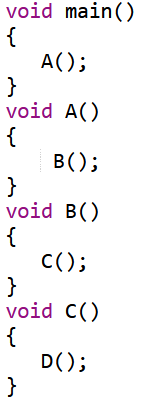 void main()
{
A();
}
void A()
{
B();
}
void B()
{
C();
}
void C()
{
D();
}